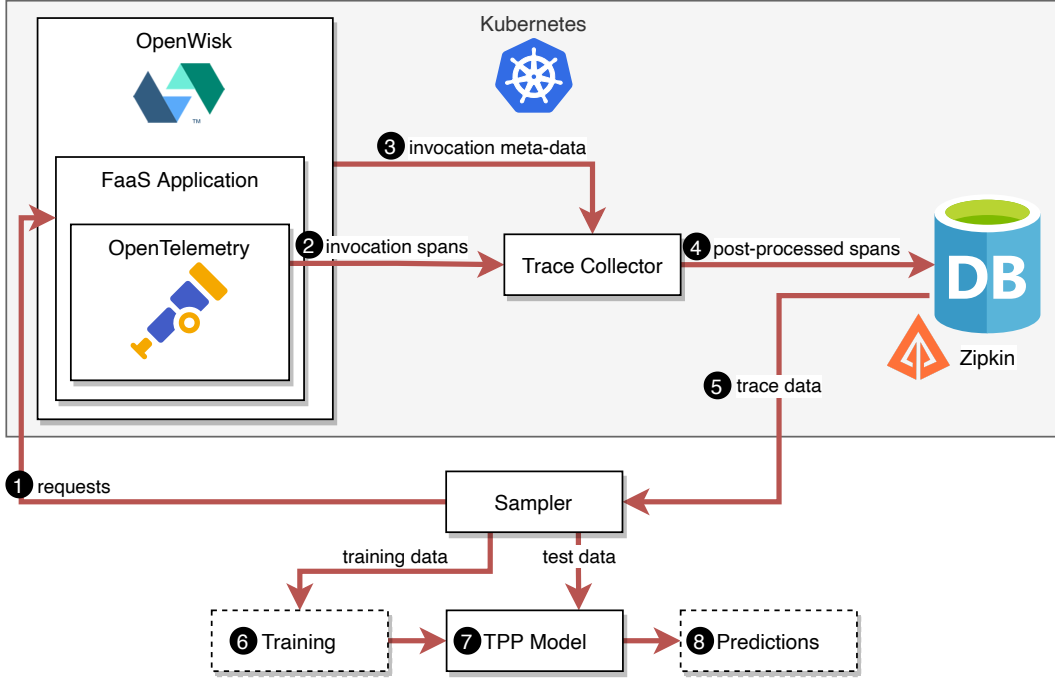 OpenWisk
Kubernetes
TM
3 invocation meta-data
FaaS Application
OpenTelemetry
2 invocation spans
Trace Collector
4 post-processed spans
DB
Zipkin
5 trace data
1 requests
Sampler
training data
test data
6 Training
7 TPP Model
8 Predictions